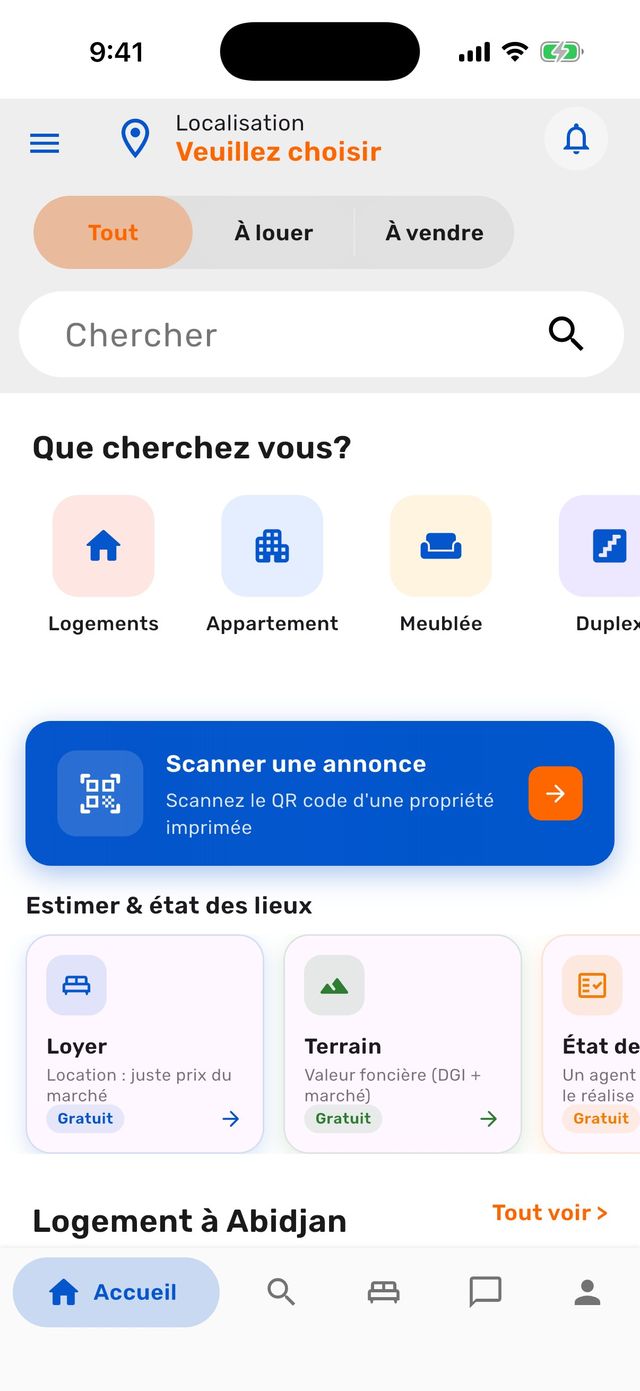 9:41
Localisation
Veuillez choisir
Tout
À louer
À vendre
Chercher
Que cherchez vous?
Logements
Appartement
Meublée
Duplex
Scanner une annonce
Scannez le QR code d'une propriété
imprimée
Estimer & état des lieux
Loyer
Location : juste prix du
marché
Gratuit
Terrain
Valeur foncière (DGI +
marché)
Gratuit
État de
Un agent
le réalise
Gratuit
Logement à Abidjan
Tout voir >
Accueil